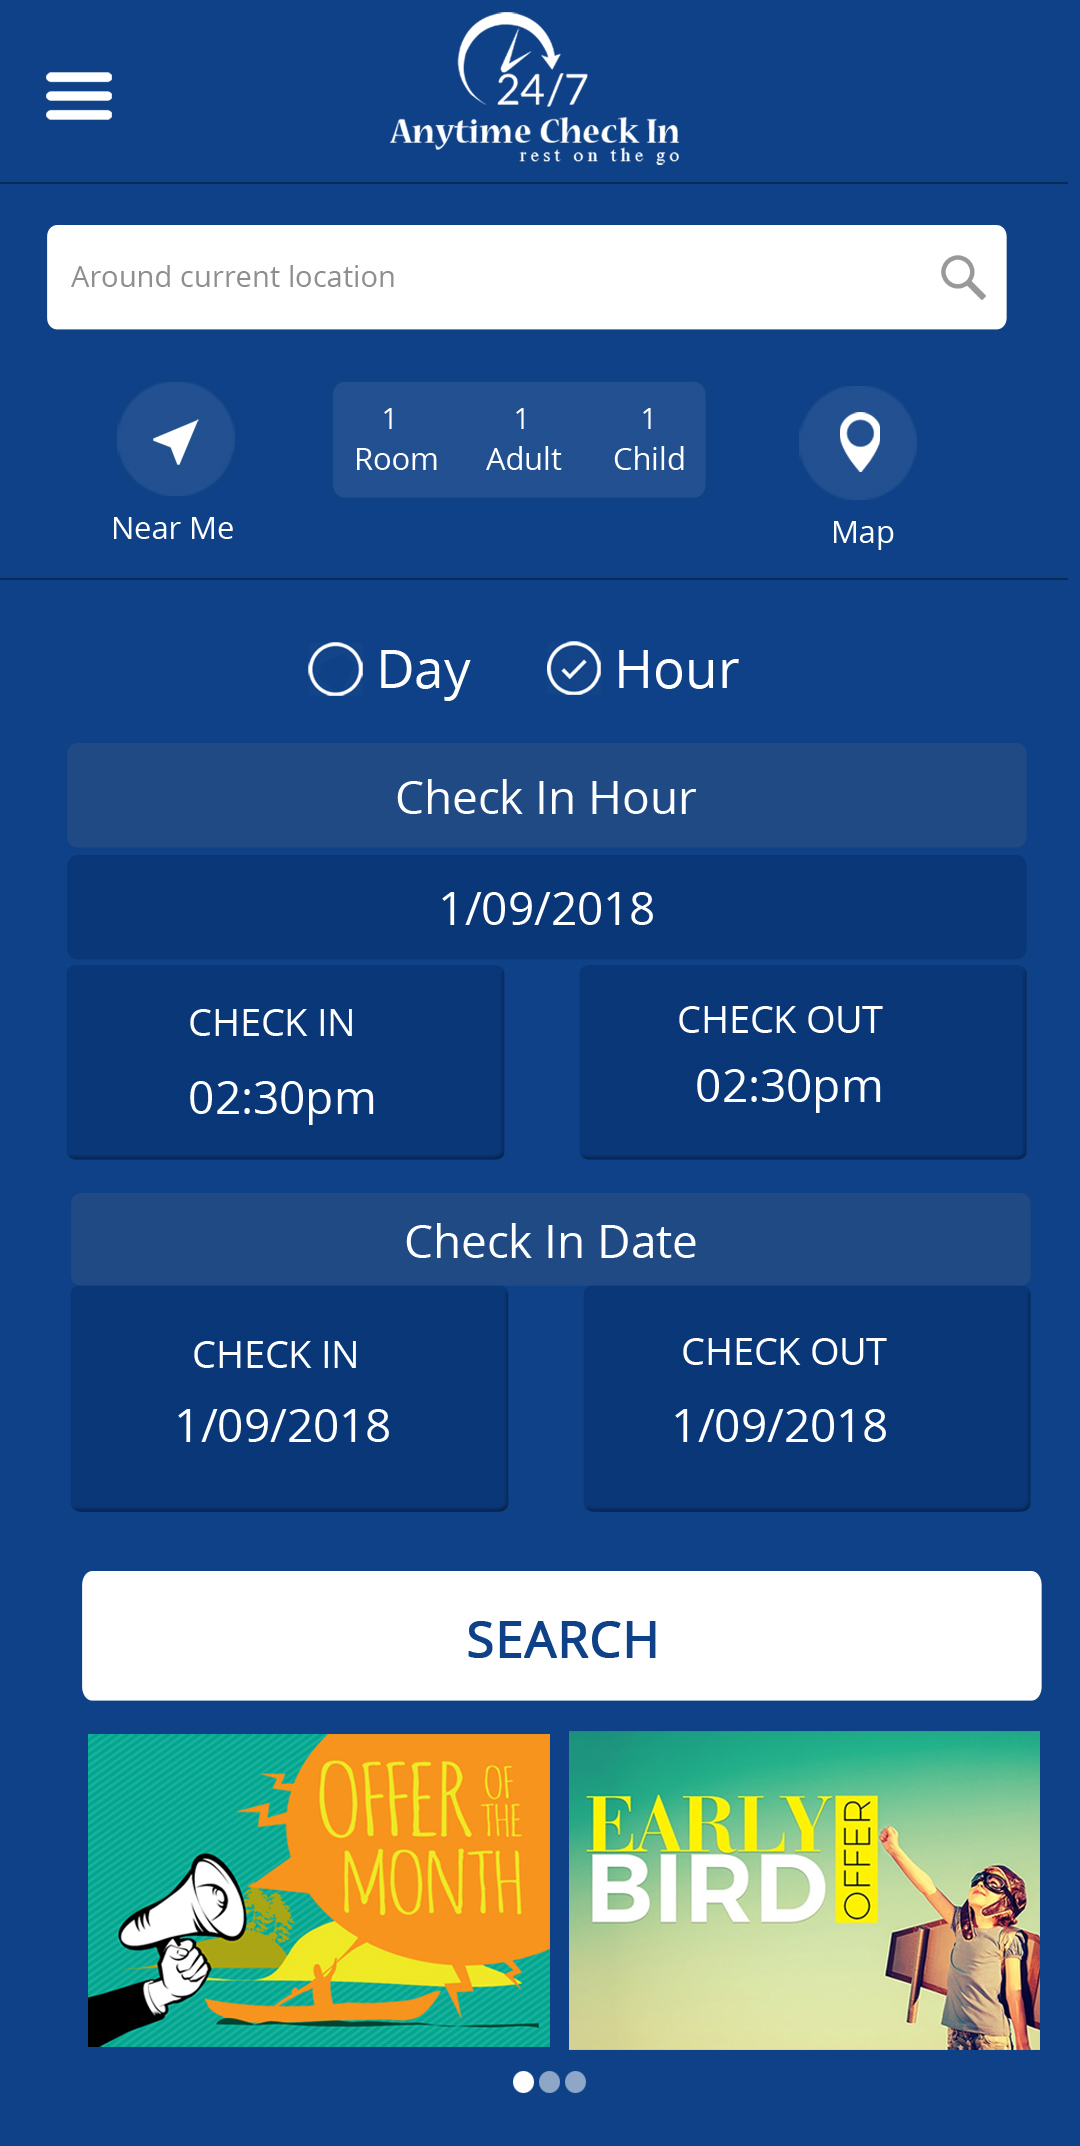 24/7
Anytime Check In
rest on the go
Around current location
1 1 1
Room Adult Child
Near Me
Map
Day Hour
Check In Hour
1/09/2018
CHECK IN
02:30pm
CHECK OUT
02:30pm
Check In Date
CHECK IN
1/09/2018
CHECK OUT
1/09/2018
SEARCH
OFFER OF
THE
MONTH
EARLY
BIRD
OFFER